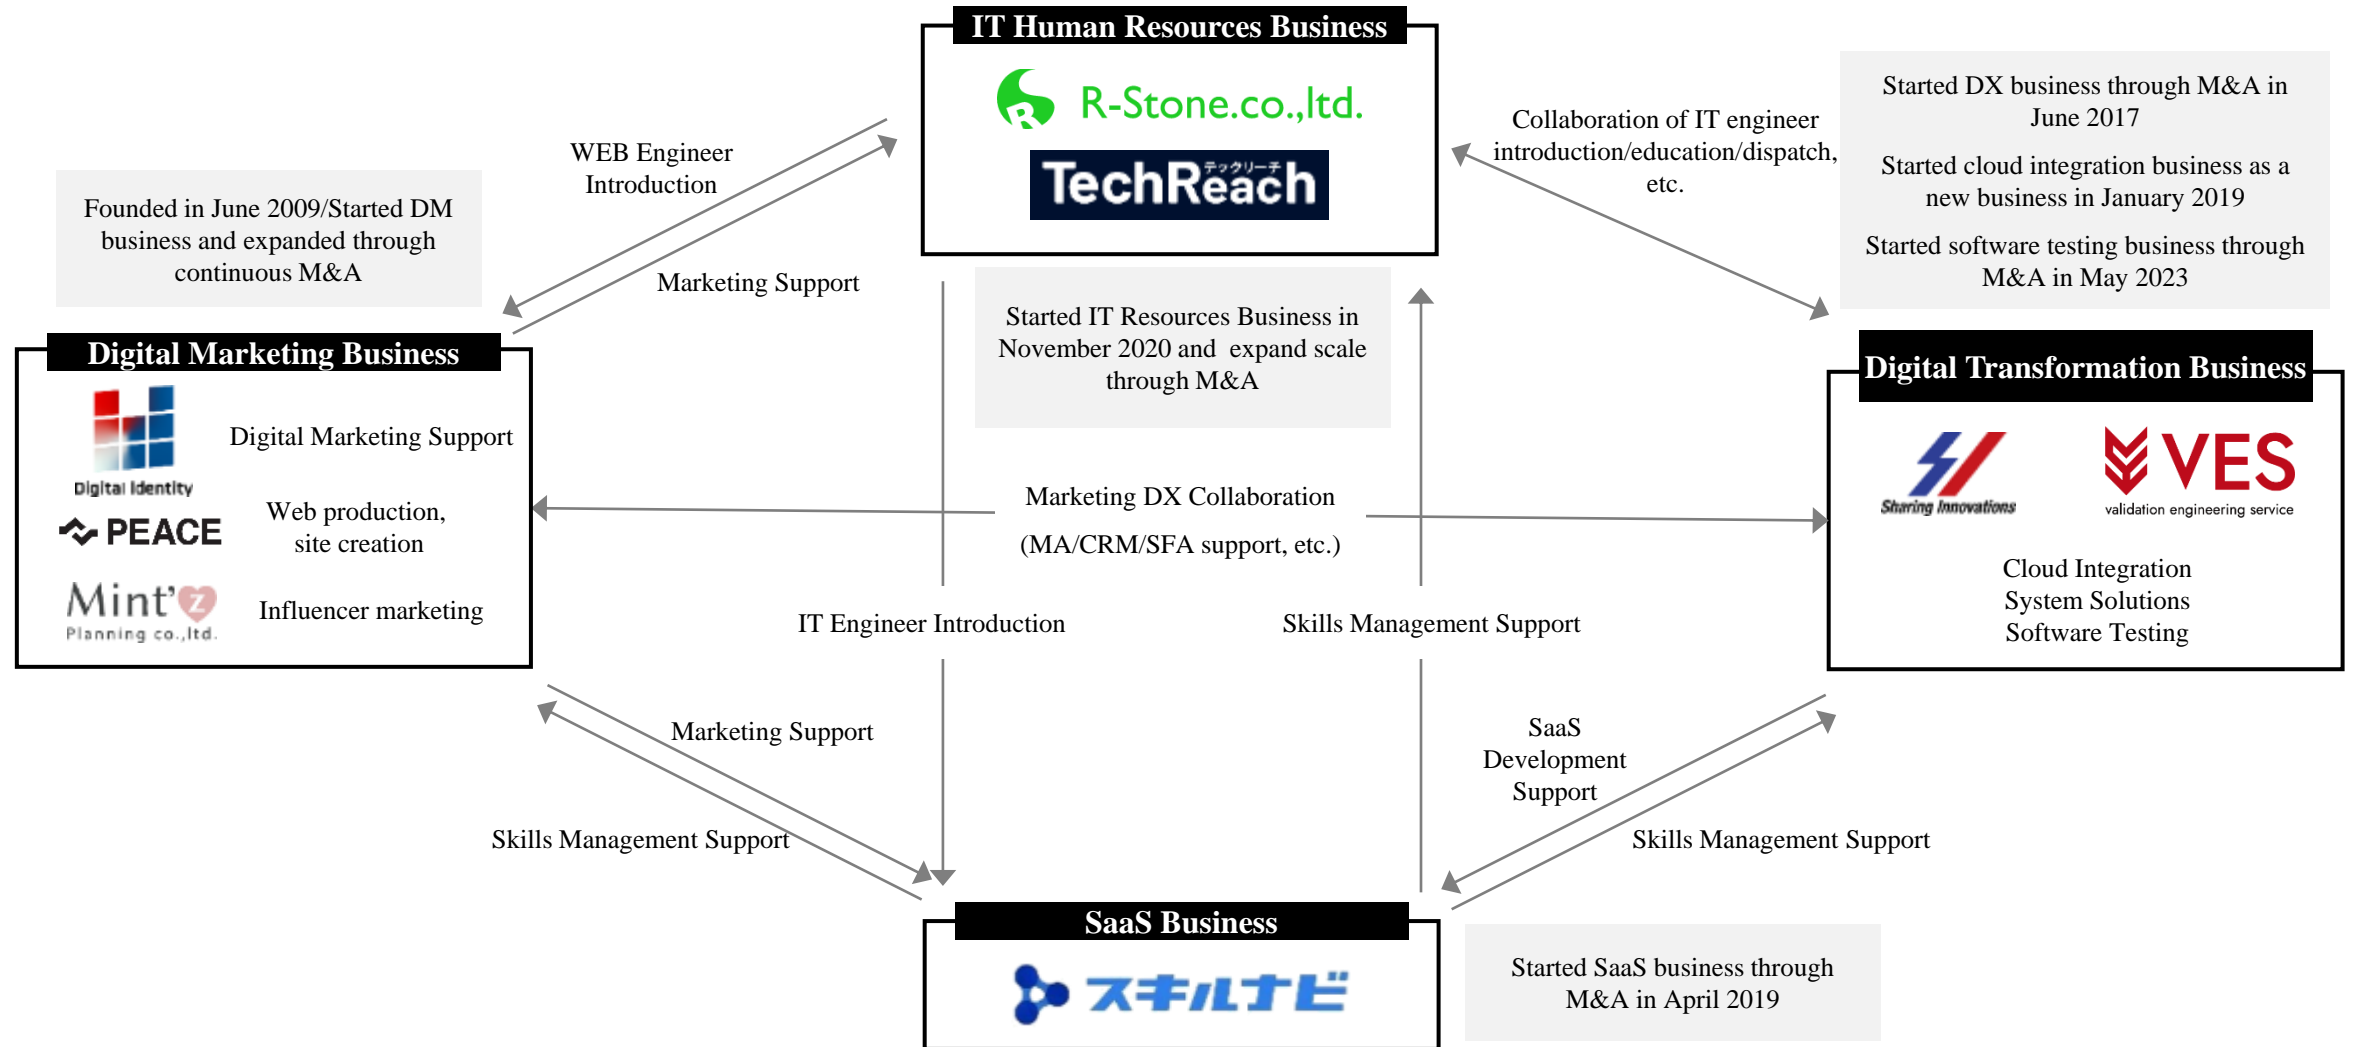 IT Human Resources Business
R-Stone.co.,ltd.
テックリーチ
TechReach
WEB Engineer
Introduction
Marketing Support
Collaboration of IT engineer
introduction/education/dispatch,
etc.
Started DX business through M&A in
June 2017
Started cloud integration business as a
new business in January 2019
Started software testing business through
M&A in May 2023
Founded in June 2009/Started DM
business and expanded through
continuous M&A
Started IT Resources Business in
November 2020 and  expand scale
through M&A
Digital Marketing Business
Digital Identity
Digital Marketing Support
PEACE
Web production,
site creation
Mint'z
Planning co.,ltd.
Influencer marketing
Marketing DX Collaboration
(MA/CRM/SFA support, etc.)
Digital Transformation Business
Sharing Innovations
VES
validation engineering service
Cloud Integration
System Solutions
Software Testing
IT Engineer Introduction
Skills Management Support
Marketing Support
Skills Management Support
SaaS
Development
Support
Skills Management Support
SaaS Business
スキルナビ
Started SaaS business through
M&A in April 2019